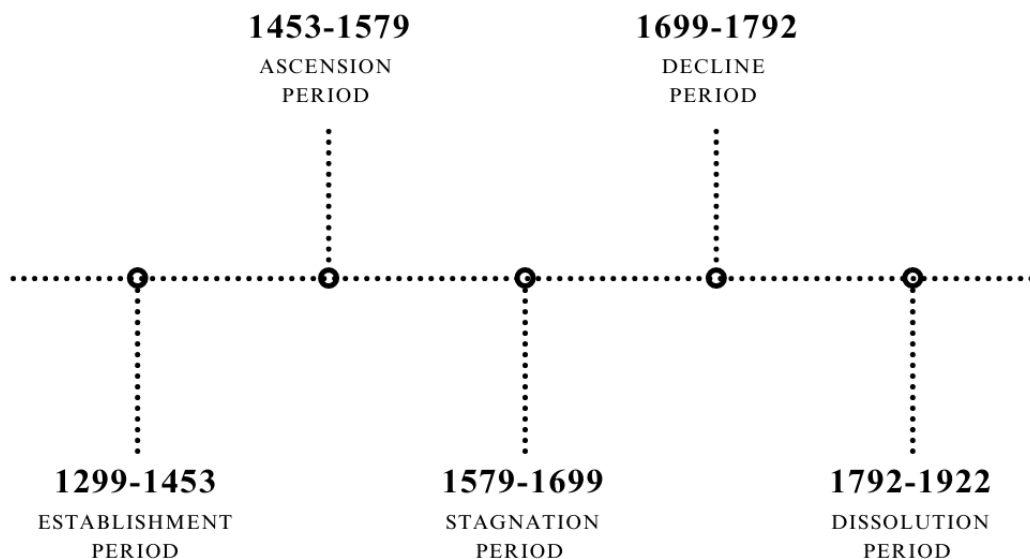 1453-1579
ASCENSION
PERIOD
1699-1792
DECLINE
PERIOD
1299-1453
ESTABLISHMENT
PERIOD
1579-1699
STAGNATION
PERIOD
1792-1922
DISSOLUTION
PERIOD